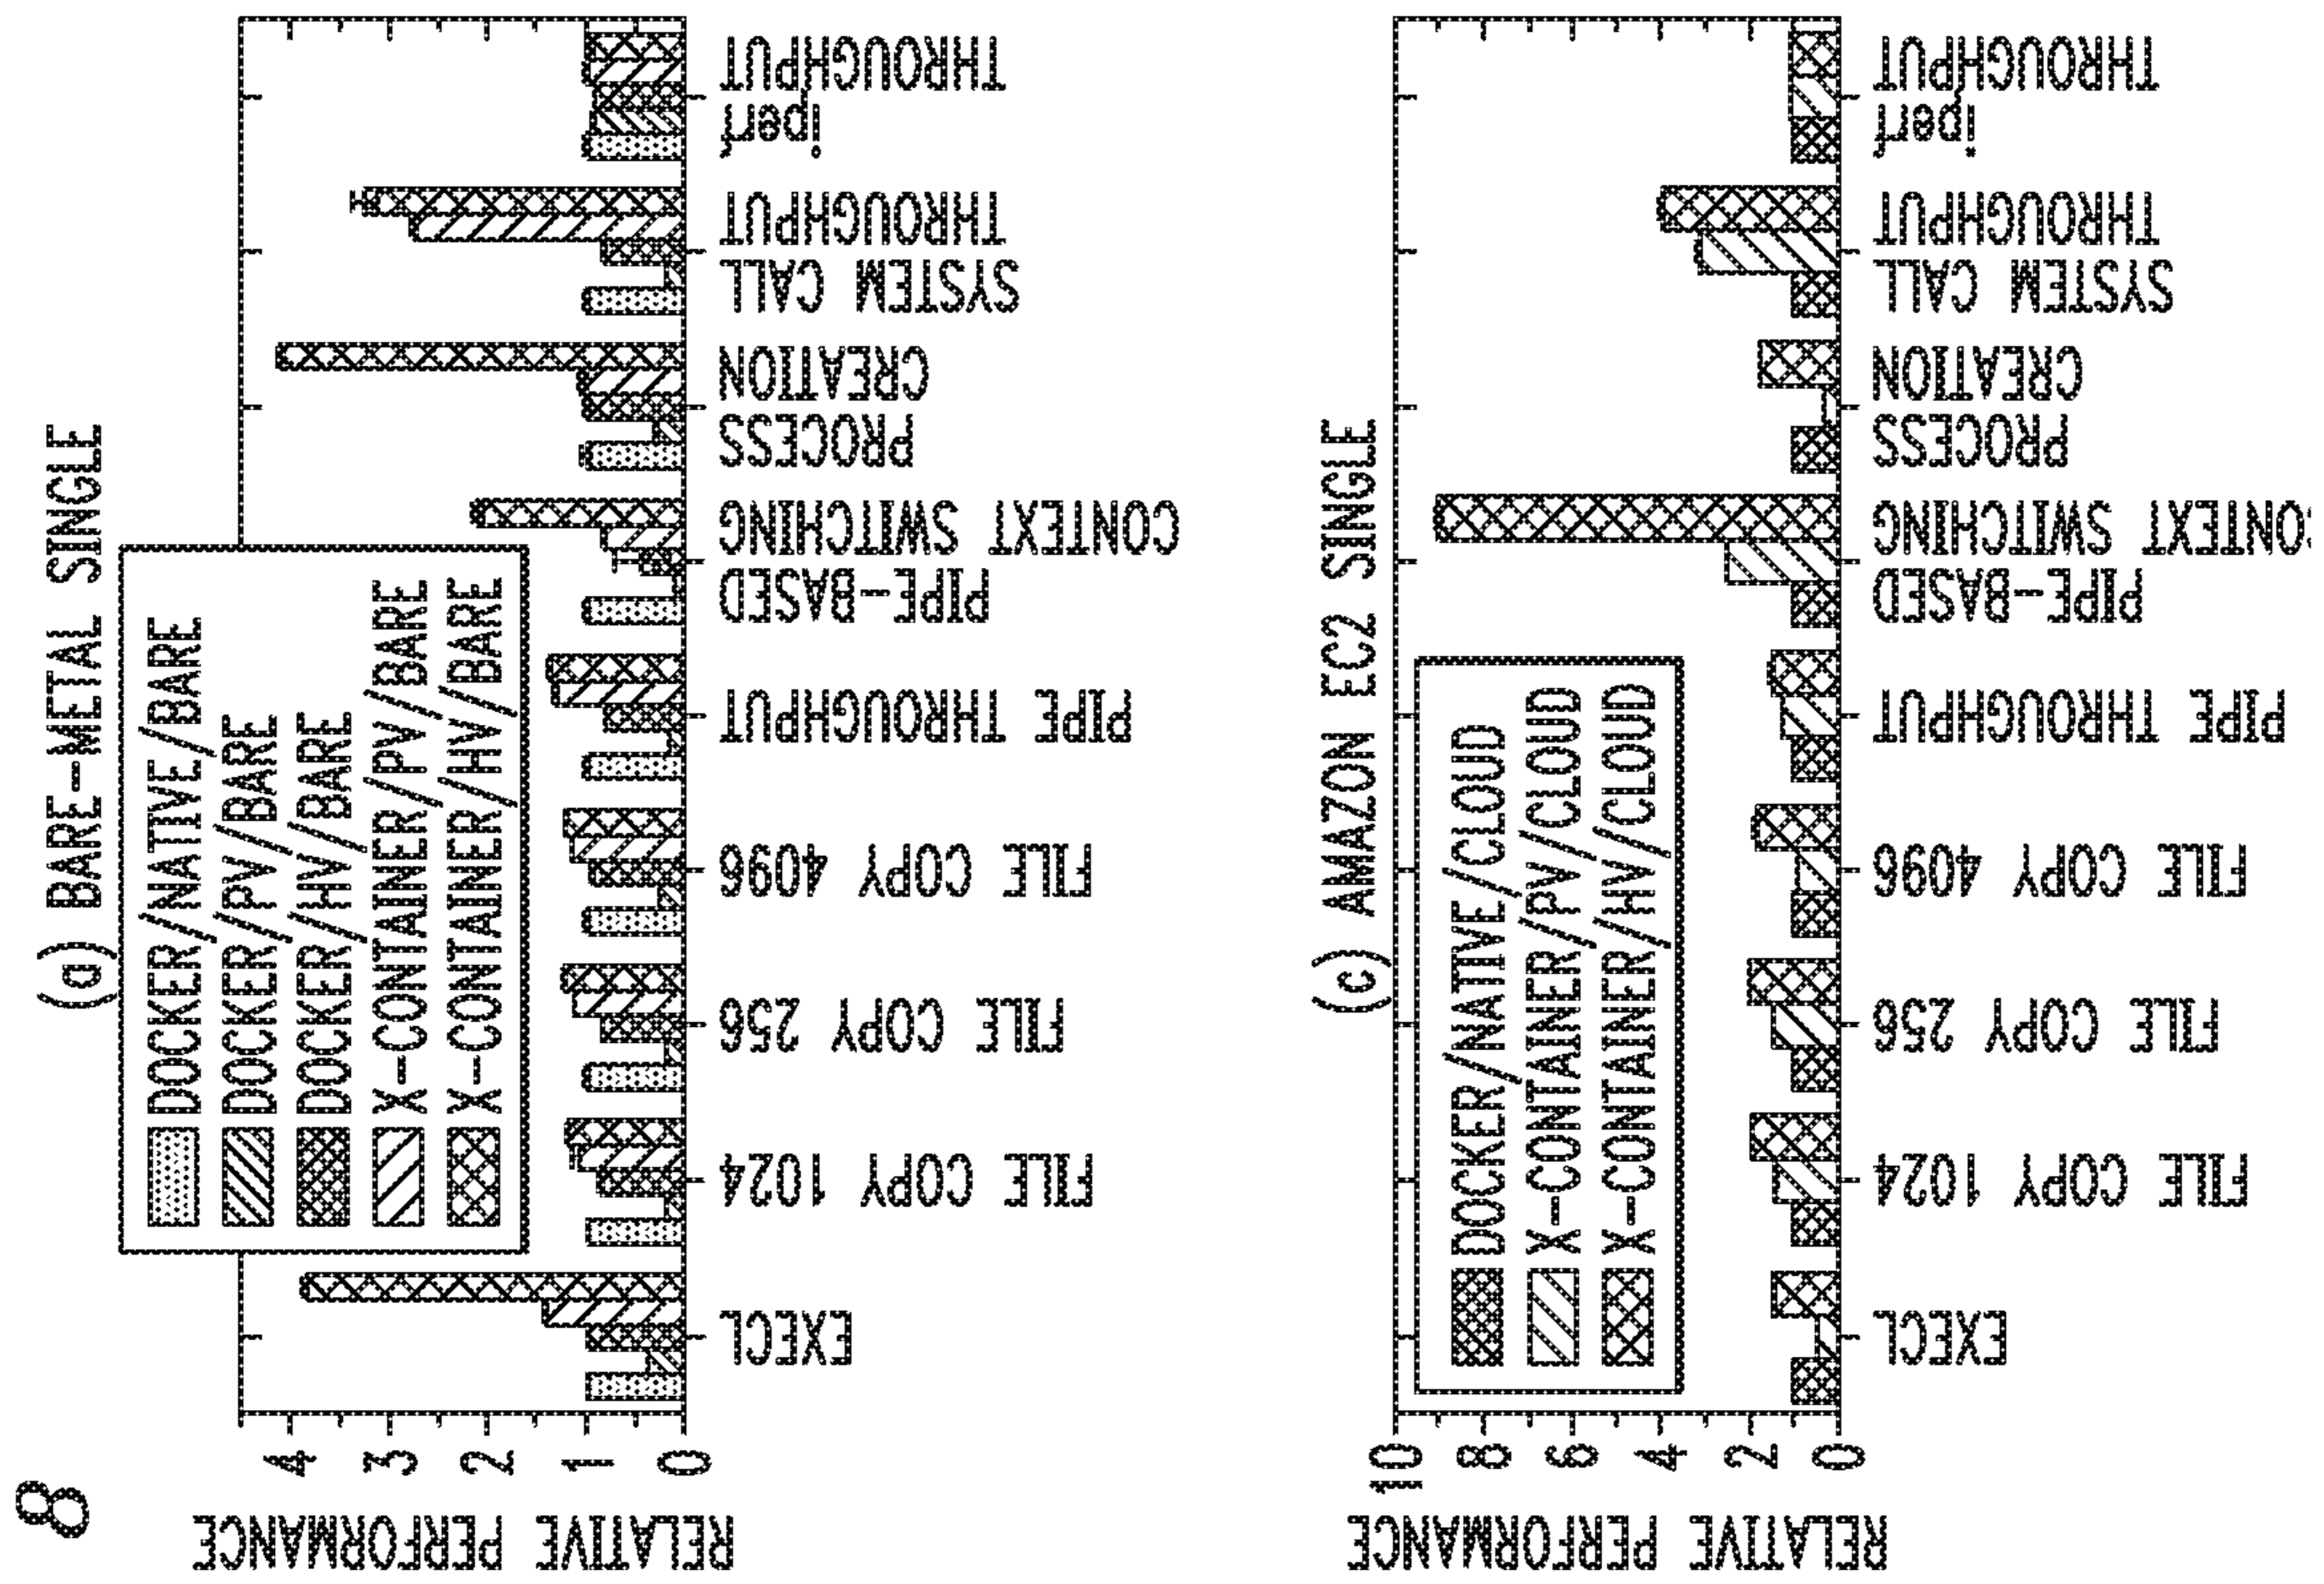 8
(a) BARE-METAL SINGLE
DOCKER/NATIVE/BARE
DOCKER/PV/BARE
DOCKER/HV/BARE
X-CONTAINER/PV/BARE
X-CONTAINER/HV/BARE
RELATIVE PERFORMANCE
4
3
2
1
0
EXECL
FILE COPY 1024
FILE COPY 256
FILE COPY 4096
PIPE THROUGHPUT
PIPE-BASED
CONTEXT SWITCHING
PROCESS
CREATION
SYSTEM CALL
THROUGHPUT
iperf
THROUGHPUT
(c) AMAZON EC2 SINGLE
DOCKER/NATIVE/CLOUD
X-CONTAINER/PV/CLOUD
X-CONTAINER/HV/CLOUD
RELATIVE PERFORMANCE
10
8
6
4
2
0
EXECL
FILE COPY 1024
FILE COPY 256
FILE COPY 4096
PIPE THROUGHPUT
PIPE-BASED
ONTEXT SWITCHING
PROCESS
CREATION
SYSTEM CALL
THROUGHPUT
iperf
THROUGHPUT